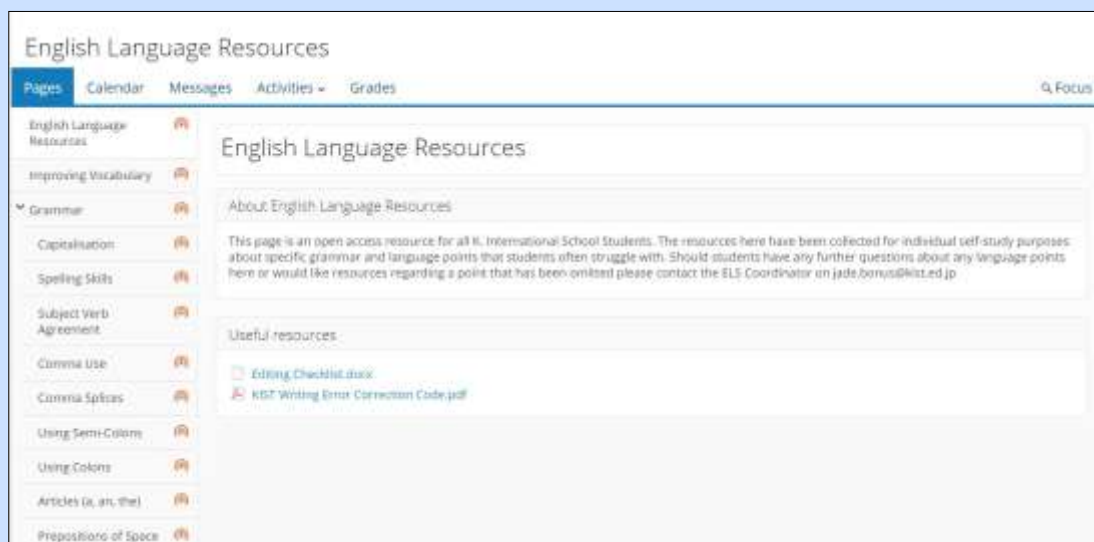 English Language Resources
Pages Calendar Messages Activities Grades Focus
English Language
Resources
Improving Vocabulary
Grammar
Capitalisation
Spelling Skills
Subject Verb
Agreement
Comma Use
Comma Splices
Using Semi-Colons
Using Colons
Articles (a, an, the)
Prepositions of Space
English Language Resources
About English Language Resources
This page is an open access resource for all K. International School Students. The resources here have been collected for individual self-study purposes
about specific grammar and language points that students often struggle with. Should students have any further questions about any language points
here or would like resources regarding a point that has been omitted please contact the ELS Coordinator on jade.bonus@kist.ed.jp
Useful resources
Editing Checklist.docx
KIST Writing Error Correction Code.pdf